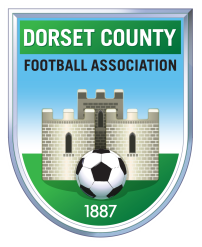 DORSET COUNTY
FOOTBALL ASSOCIATION
1887